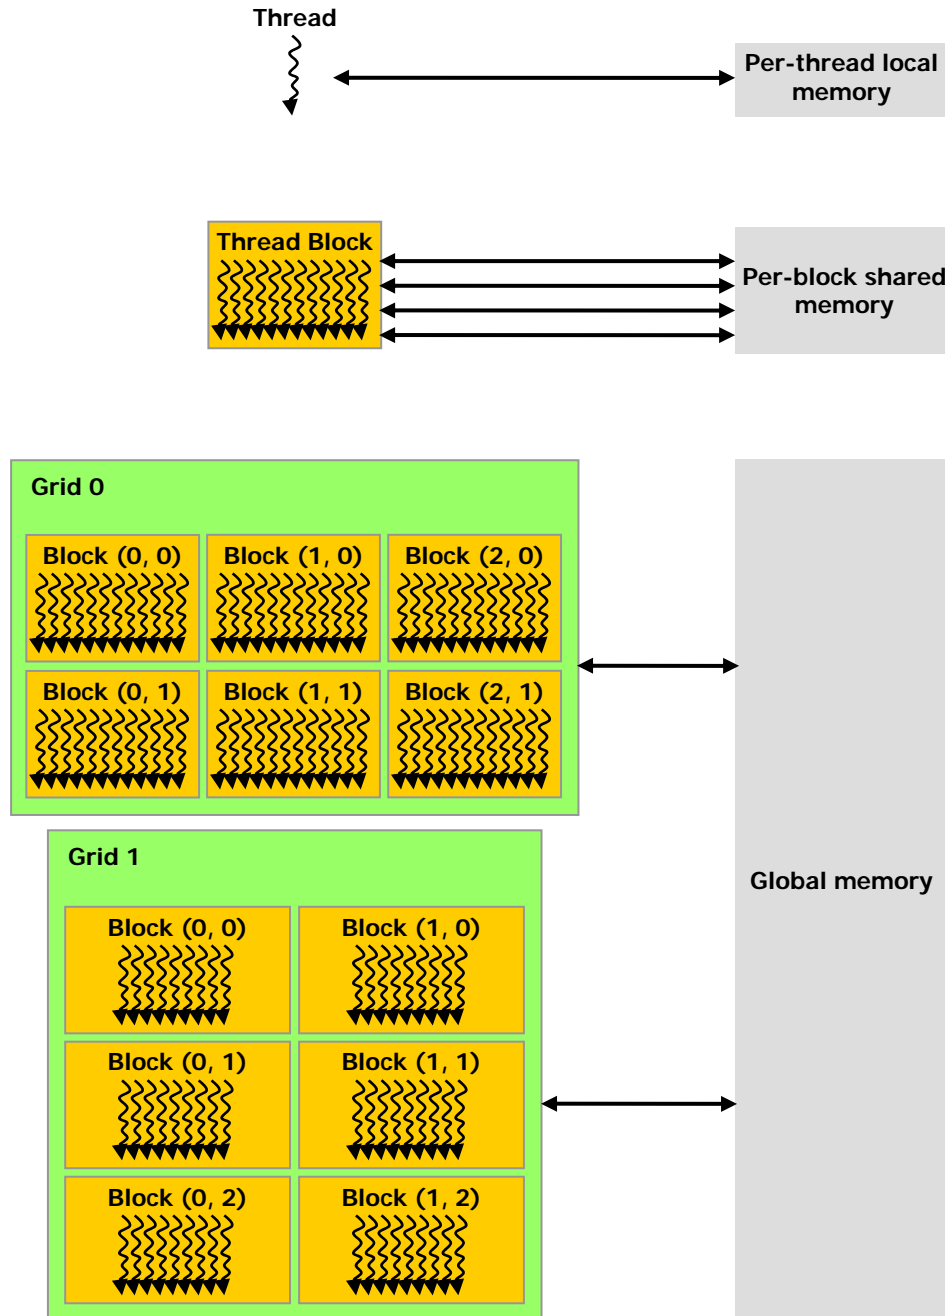 Thread
Per-thread local
memory
Thread Block
Per-block shared
memory
Grid 0
Block (0, 0)
Block (1, 0)
Block (2, 0)
Block (0, 1)
Block (1, 1)
Block (2, 1)
Grid 1
Global memory
Block (0, 0)
Block (1, 0)
Block (0, 1)
Block (1, 1)
Block (0, 2)
Block (1, 2)